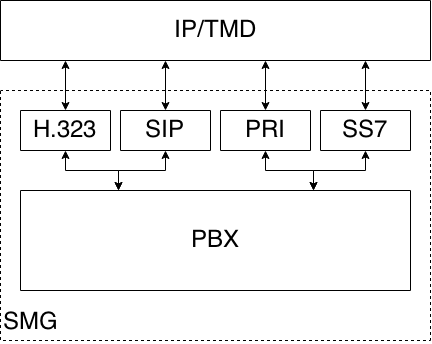 IP/TMD
H.323
SIP
PRI
SS7
PBX
SMG